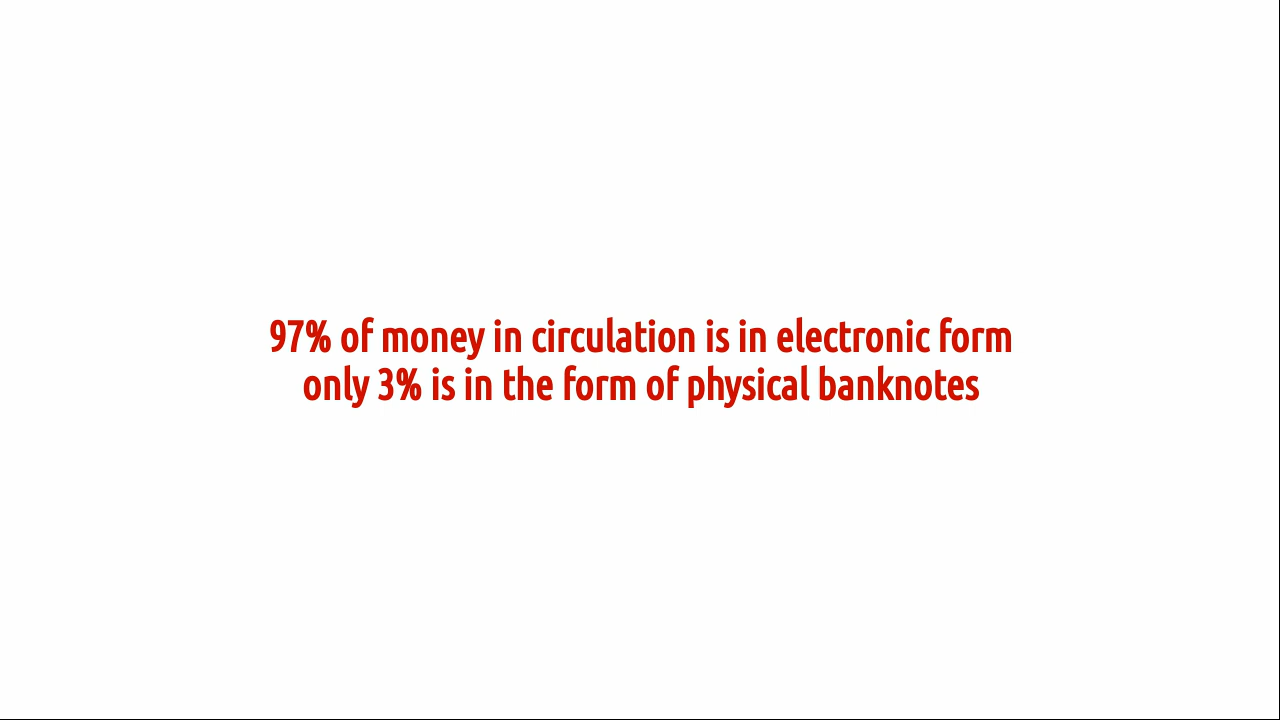 97% of money in circulation is in electronic form
only 3% is in the form of physical banknotes